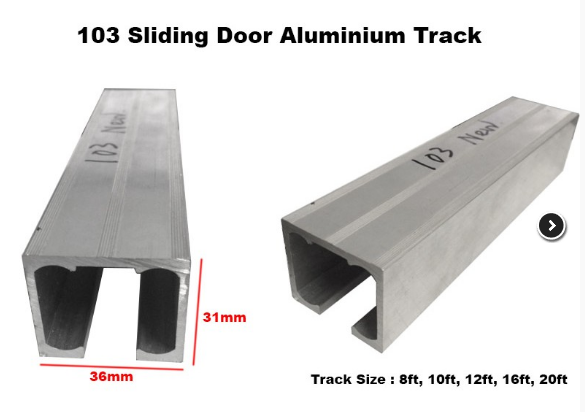 103 Sliding Door Aluminium Track
103 New
103 New
31mm
36mm
Track Size : 8ft, 10ft, 12ft, 16ft, 20ft